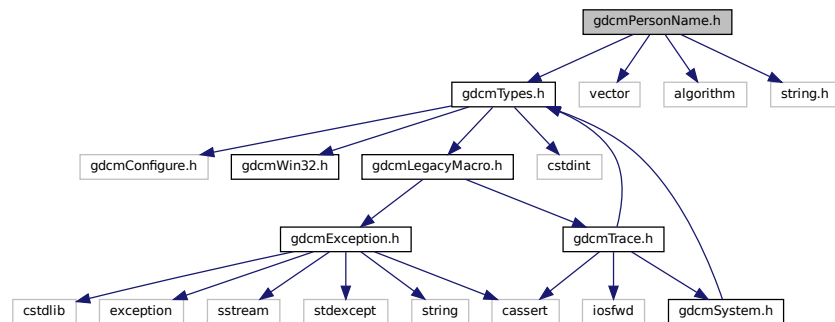 gdcmPersonName.h
gdcmTypes.h
vector
algorithm
string.h
gdcmConfigure.h
gdcmWin32.h
gdcmLegacyMacro.h
cstdint
gdcmException.h
gdcmTrace.h
cstdlib
exception
sstream
stdexcept
string
cassert
iosfwd
gdcmSystem.h